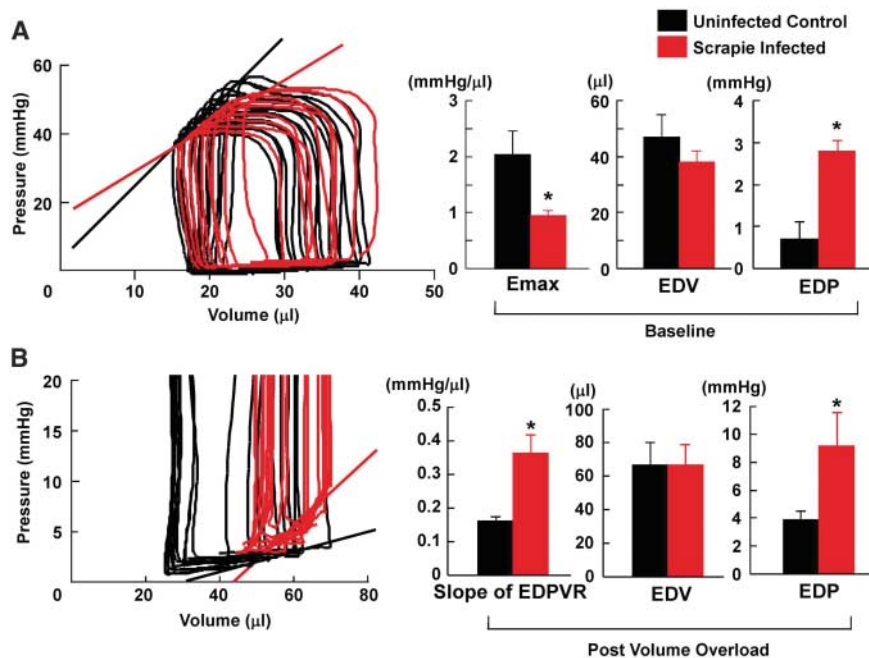 A
Uninfected Control
Scrapie Infected
Pressure (mmHg)
60
40
20
0
10
20
30
40
50
Volume (µl)
(mmHg/µl)
3
2
1
0
*
Emax
(µl)
60
40
20
0
EDV
(mmHg)
4
3
2
1
0
*
EDP
Baseline
B
Pressure (mmHg)
20
15
10
5
0
20
40
60
80
Volume (µl)
(mmHg/µl)
0.5
0.4
0.3
0.2
0.1
0
*
Slope of EDPVR
(µl)
100
80
60
40
20
0
EDV
(mmHg)
12
10
8
6
4
2
0
*
EDP
Post Volume Overload